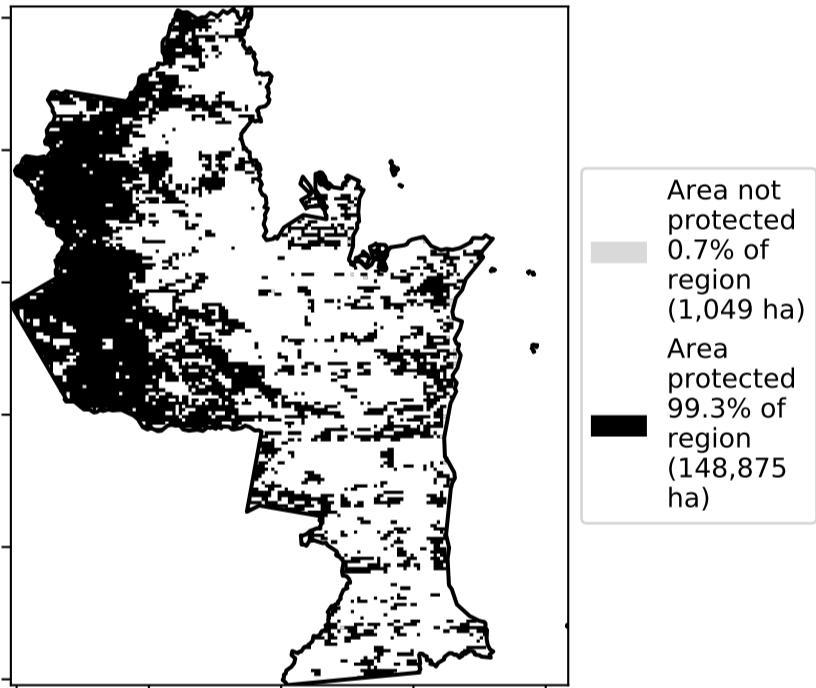 Area not
protected
0.7% of
region
(1,049 ha)
Area
protected
99.3% of
region
(148,875
ha)